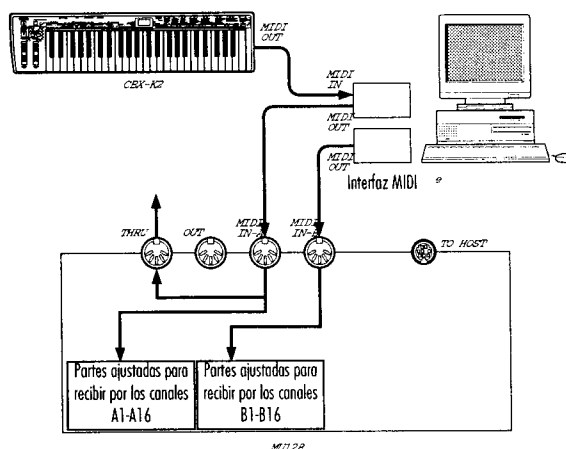 MIDI
OUT
CBX-K2
MIDI
IN
MIDI
OUT
MIDI
OUT
Interfaz MIDI
THRU
OUT
MIDI
IN-A
MIDI
IN-B
TO HOST
Partes ajustadas para
recibir por los canales
A1-A16
Partes ajustadas para
recibir por los canales
B1-B16